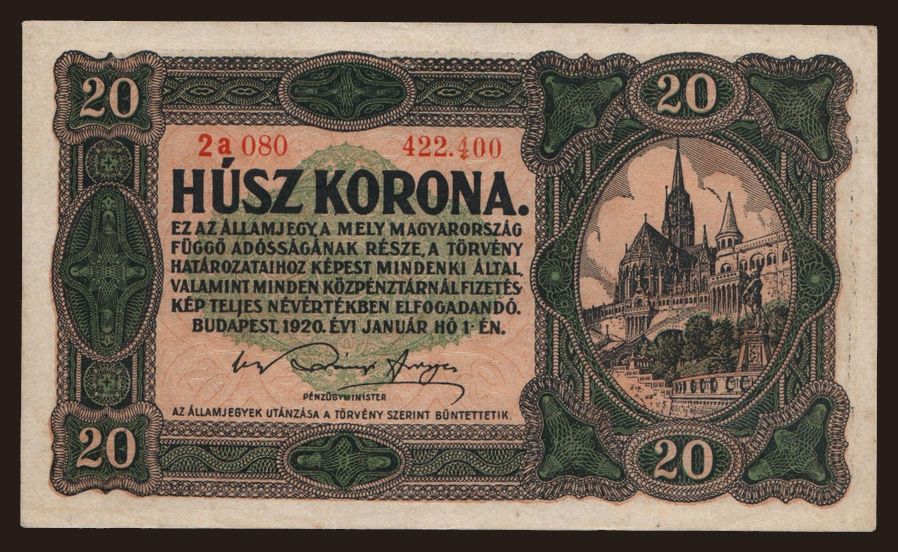 20
20
2a 080 422.400
HÚSZ KORONA.
EZ AZ ÁLLAMJEGY, A MELY MAGYARORSZÁG
FÜGGŐ ADÓSSÁGÁNAK RÉSZE, A TÖRVÉNY
HATÁROZATAIHOZ KÉPEST MINDENKI ÁLTAL,
VALAMINT MINDEN KÖZPÉNZTÁRNÁL FIZETÉS-
KÉP TELJES NÉVÉRTÉKBEN ELFOGADANDÓ.
BUDAPEST, 1920. ÉVI JANUÁR HÓ 1-ÉN.
PÉNZÜGYMINISTER
AZ ÁLLAMJEGYEK UTÁNZÁSA A TÖRVÉNY SZERINT BÜNTETTETIK.
20
20